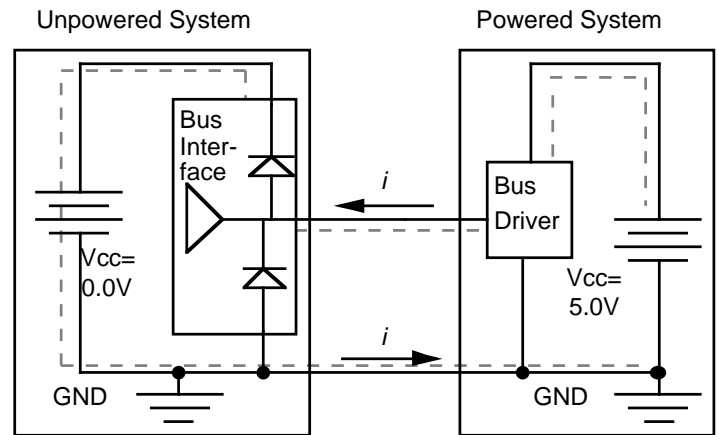 Unpowered System
Powered System
Bus
Inter-
face
i
Bus
Driver
Vcc=
0.0V
Vcc=
5.0V
i
GND
GND